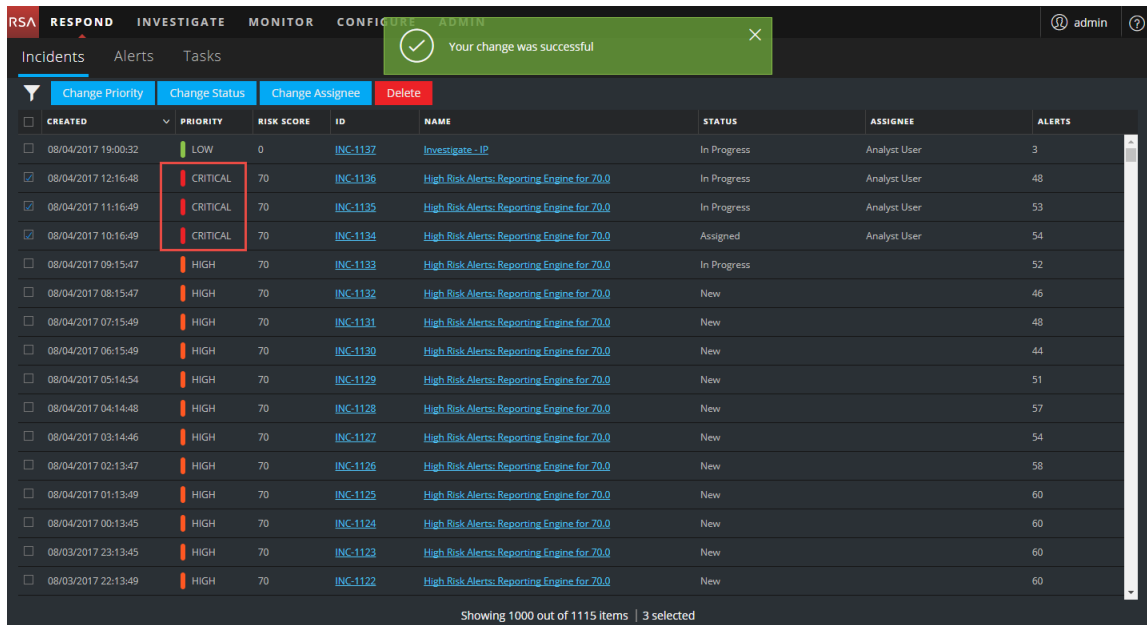 RSA RESPOND INVESTIGATE MONITOR CONFIGURE ADMIN admin ?
Your change was successful
Incidents Alerts Tasks
Change Priority Change Status Change Assignee Delete
CREATED PRIORITY RISK SCORE ID NAME STATUS ASSIGNEE ALERTS
08/04/2017 19:00:32 LOW 0 INC-1137 Investigate - IP In Progress Analyst User 3
08/04/2017 12:16:48 CRITICAL 70 INC-1136 High Risk Alerts: Reporting Engine for 70.0 In Progress Analyst User 48
08/04/2017 11:16:49 CRITICAL 70 INC-1135 High Risk Alerts: Reporting Engine for 70.0 In Progress Analyst User 53
08/04/2017 10:16:49 CRITICAL 70 INC-1134 High Risk Alerts: Reporting Engine for 70.0 Assigned Analyst User 54
08/04/2017 09:15:47 HIGH 70 INC-1133 High Risk Alerts: Reporting Engine for 70.0 In Progress 52
08/04/2017 08:15:47 HIGH 70 INC-1132 High Risk Alerts: Reporting Engine for 70.0 New 46
08/04/2017 07:15:49 HIGH 70 INC-1131 High Risk Alerts: Reporting Engine for 70.0 New 48
08/04/2017 06:15:49 HIGH 70 INC-1130 High Risk Alerts: Reporting Engine for 70.0 New 44
08/04/2017 05:14:54 HIGH 70 INC-1129 High Risk Alerts: Reporting Engine for 70.0 New 51
08/04/2017 04:14:48 HIGH 70 INC-1128 High Risk Alerts: Reporting Engine for 70.0 New 57
08/04/2017 03:14:46 HIGH 70 INC-1127 High Risk Alerts: Reporting Engine for 70.0 New 54
08/04/2017 02:13:47 HIGH 70 INC-1126 High Risk Alerts: Reporting Engine for 70.0 New 58
08/04/2017 01:13:49 HIGH 70 INC-1125 High Risk Alerts: Reporting Engine for 70.0 New 60
08/04/2017 00:13:45 HIGH 70 INC-1124 High Risk Alerts: Reporting Engine for 70.0 New 60
08/03/2017 23:13:45 HIGH 70 INC-1123 High Risk Alerts: Reporting Engine for 70.0 New 60
08/03/2017 22:13:49 HIGH 70 INC-1122 High Risk Alerts: Reporting Engine for 70.0 New 60
Showing 1000 out of 1115 items | 3 selected